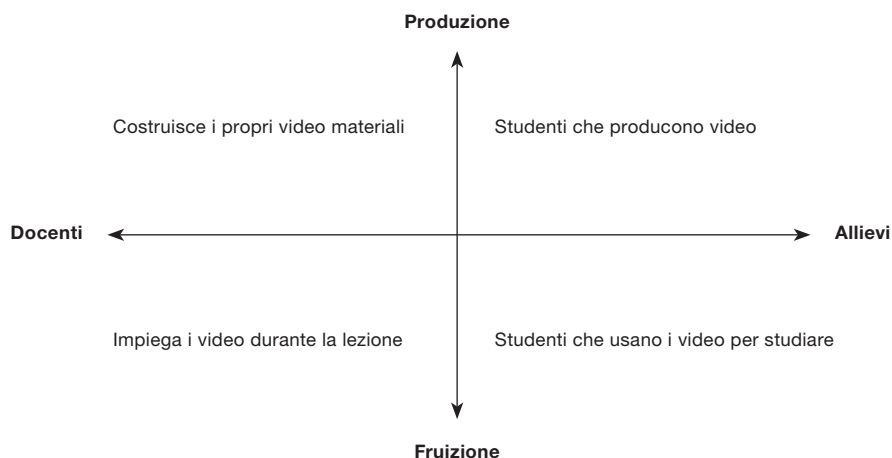 Produzione
Costruisce i propri video materiali
Studenti che producono video
Docenti
Allievi
Impiega i video durante la lezione
Studenti che usano i video per studiare
Fruizione